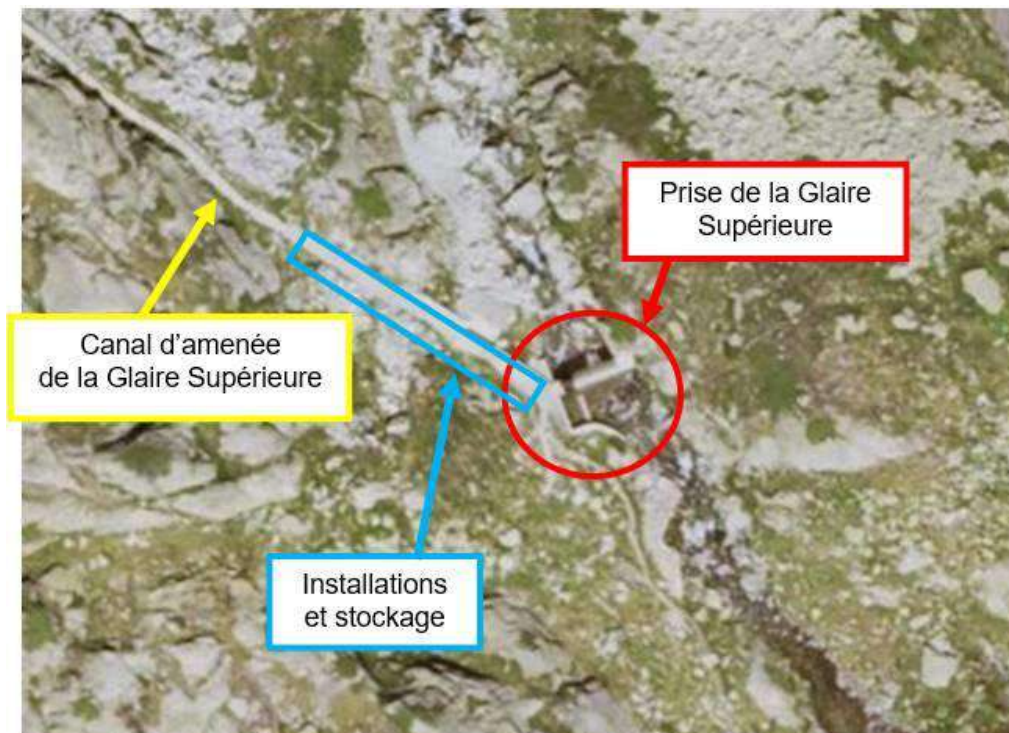 Prise de la Glaire
Supérieure
Canal d'amenée
de la Glaire Supérieure
Installations
et stockage